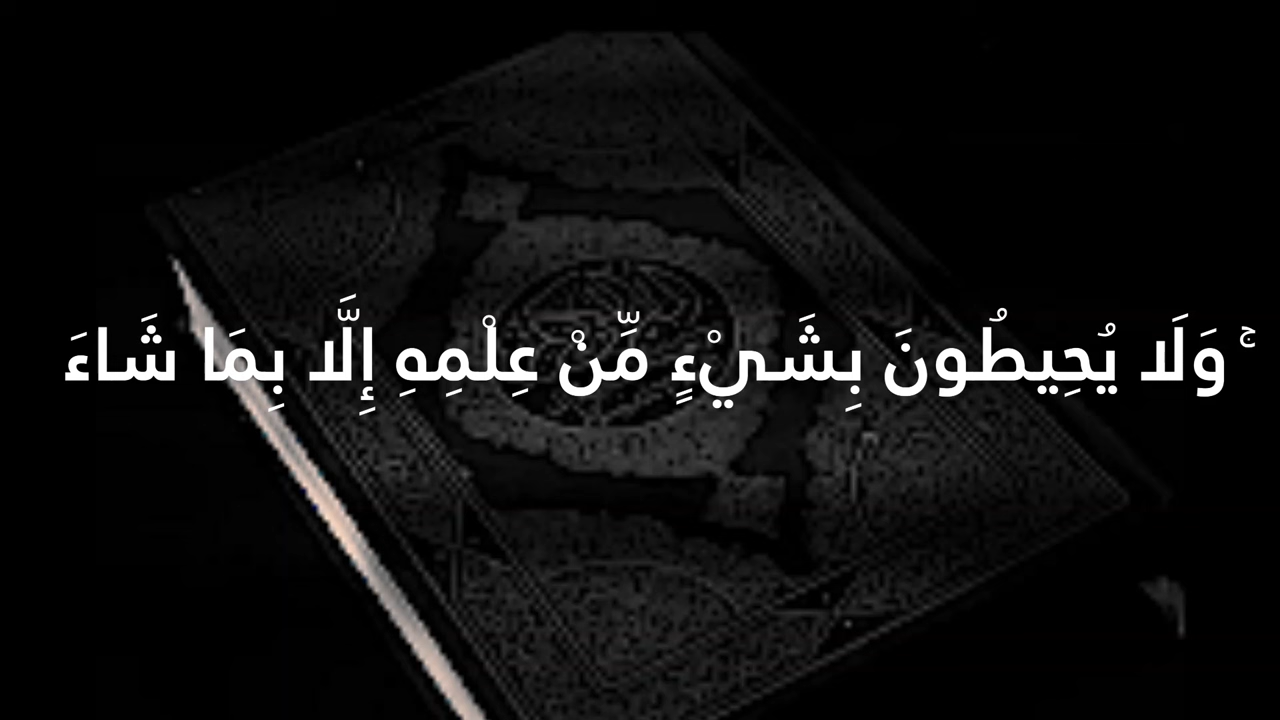 ۚ وَلَا يُحِيطُونَ بِشَيْءٍ مِّنْ عِلْمِهِ إِلَّا بِمَا شَاءَ